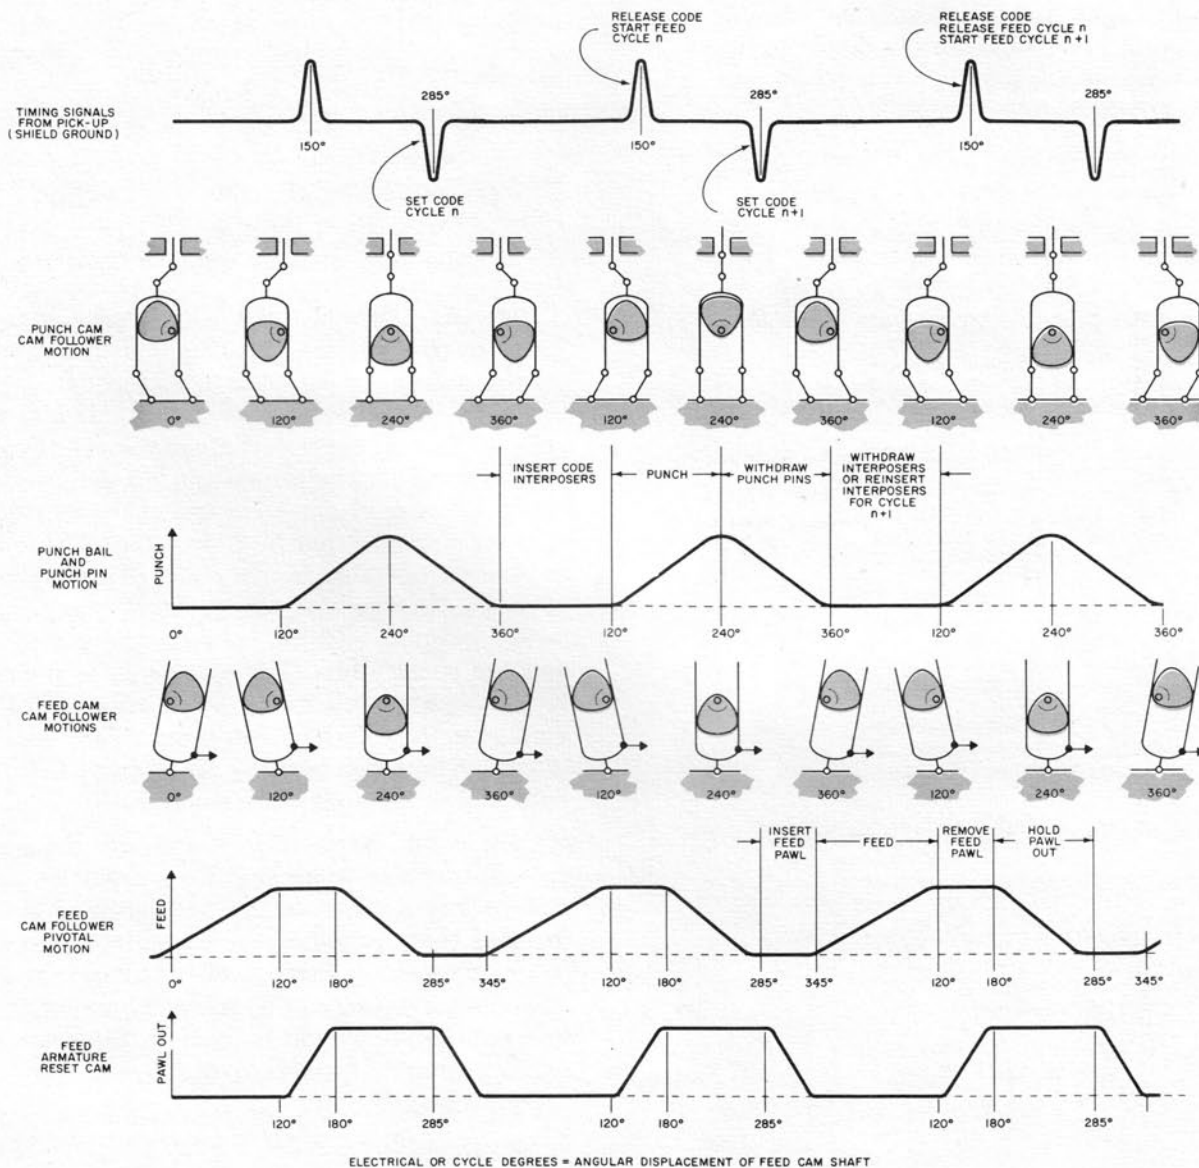 RELEASE CODE
START FEED
CYCLE n
RELEASE CODE
RELEASE FEED CYCLE n
START FEED CYCLE n+1
TIMING SIGNALS
FROM PICK-UP
(SHIELD GROUND)
285°
285°
285°
150°
150°
150°
SET CODE
CYCLE n
SET CODE
CYCLE n+1
PUNCH CAM
CAM FOLLOWER
MOTION
0° 120° 240° 360° 120° 240° 360° 120° 240° 360°
INSERT CODE
INTERPOSERS
PUNCH
WITHDRAW
PUNCH PINS
WITHDRAW
INTERPOSERS
OR REINSERT
INTERPOSERS
FOR CYCLE
n+1
PUNCH BAIL
AND
PUNCH PIN
MOTION
PUNCH
0° 120° 240° 360° 120° 240° 360° 120° 240° 360°
FEED CAM
CAM FOLLOWER
MOTIONS
0° 120° 240° 360° 120° 240° 360° 120° 240° 360°
INSERT
FEED
PAWL
FEED
REMOVE
FEED
PAWL
HOLD
PAWL
OUT
FEED
CAM FOLLOWER
PIVOTAL
MOTION
FEED
0° 120° 180° 285° 345° 120° 180° 285° 345° 120° 180° 285° 345°
FEED
ARMATURE
RESET CAM
PAWL OUT
120° 180° 285° 120° 180° 285° 120° 180° 285°
ELECTRICAL OR CYCLE DEGREES = ANGULAR DISPLACEMENT OF FEED CAM SHAFT